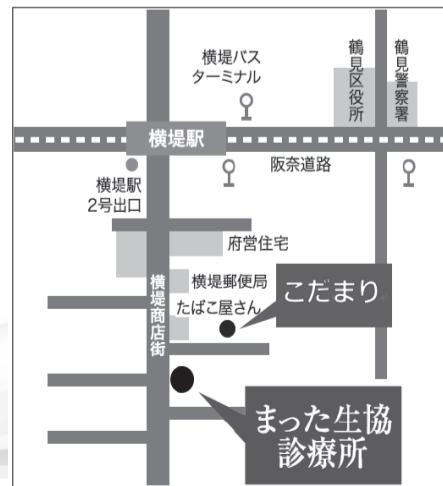 横堤バス
ターミナル
鶴見区役所
鶴見警察署
横堤駅
阪奈道路
横堤駅
2号出口
府営住宅
横堤商店街
横堤郵便局
たばこ屋さん
こだまり
まった生協
診療所